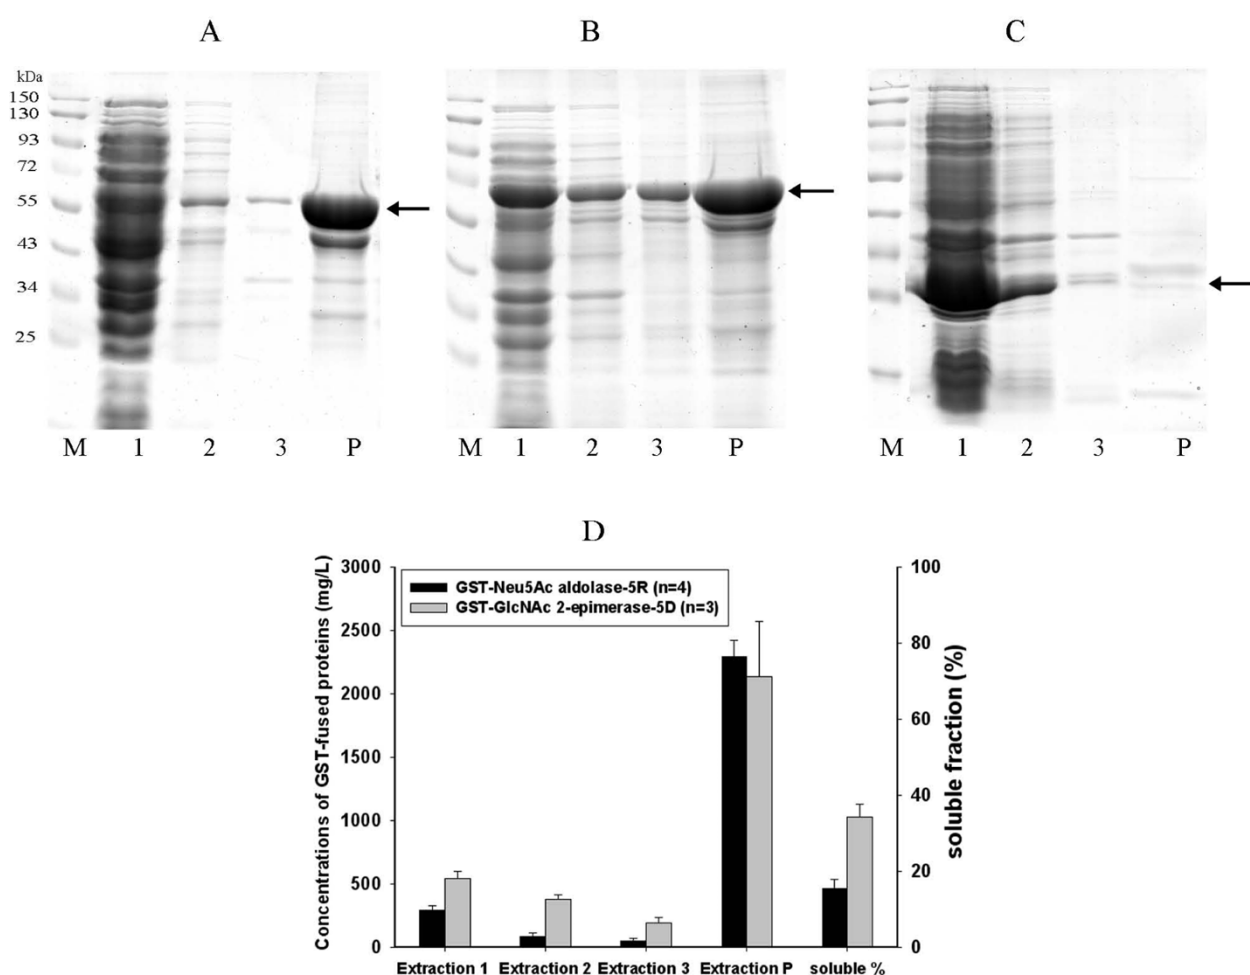 A B C
kDa
150
130
93
72
55
43
34
25
M 1 2 3 P M 1 2 3 P M 1 2 3 P
D
3000
2500
2000
1500
1000
500
0
Concentrations of GST-fused proteins (mg/L)
GST-Neu5Ac aldolase-5R (n=4)
GST-GlcNAc 2-epimerase-5D (n=3)
100
80
60
40
20
0
soluble fraction (%)
Extraction 1 Extraction 2 Extraction 3 Extraction P soluble %